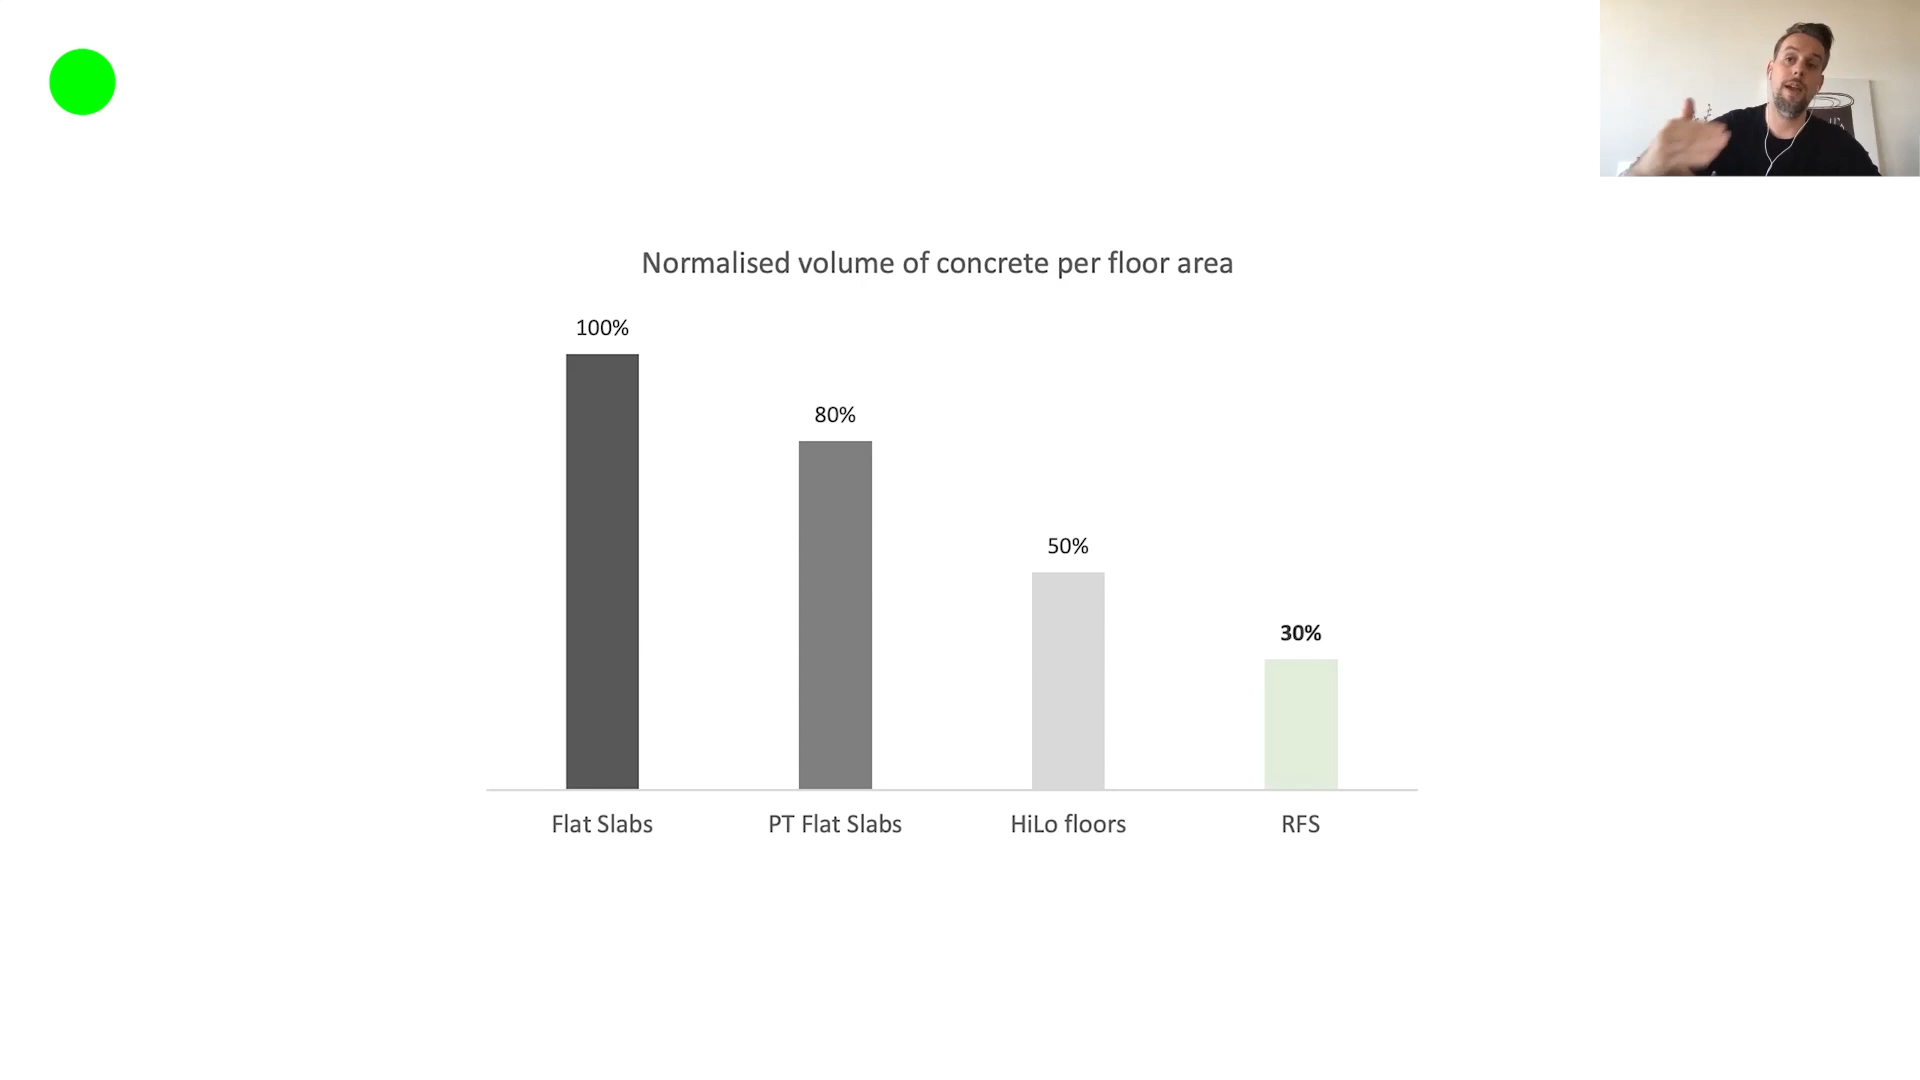 Normalised volume of concrete per floor area
100%
80%
50%
30%
Flat Slabs
PT Flat Slabs
HiLo floors
RFS